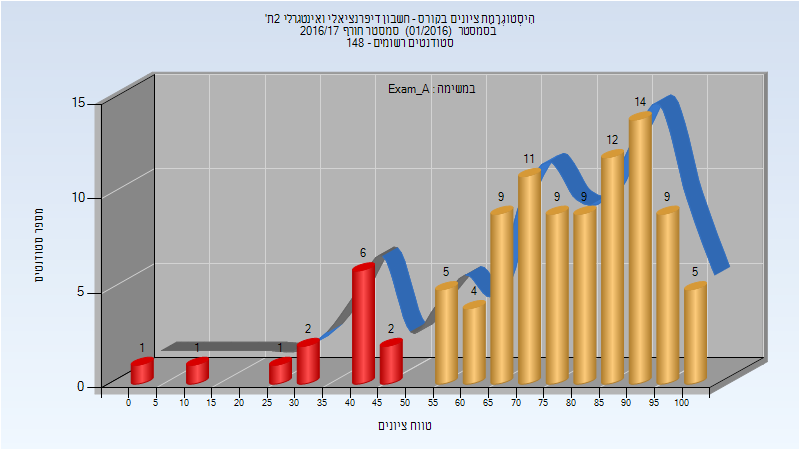 היסטוגרמת ציונים בקורס - חשבון דיפרנציאלי ואינטגרלי 2ת'
בסמסטר (01/2016) סמסטר חורף 2016/17
סטודנטים רשומים - 148
במשימה : Exam_A
מספר סטודנטים
15
10
5
0
1 1 1 2 6 2 5 4 9 11 9 9 12 14 9 5
0 5 10 15 20 25 30 35 40 45 50 55 60 65 70 75 80 85 90 95 100
טווח ציונים